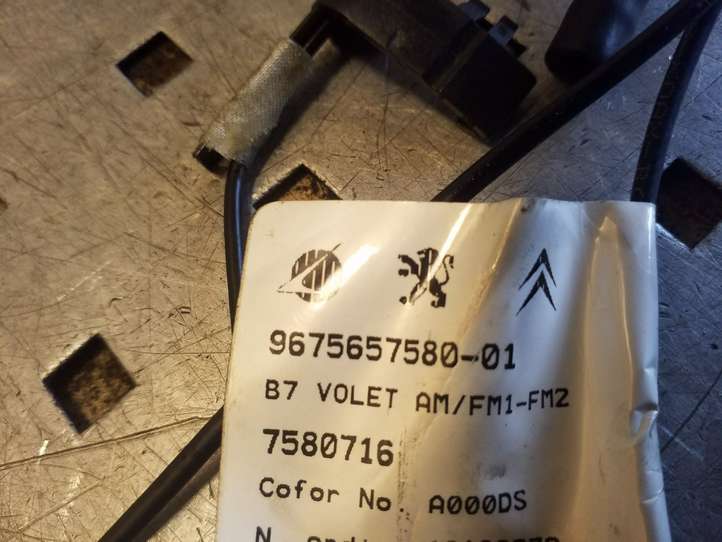 9675657580-01
B7 VOLET AM/FM1-FM2
7580716
Cofor No. A000DS
N.